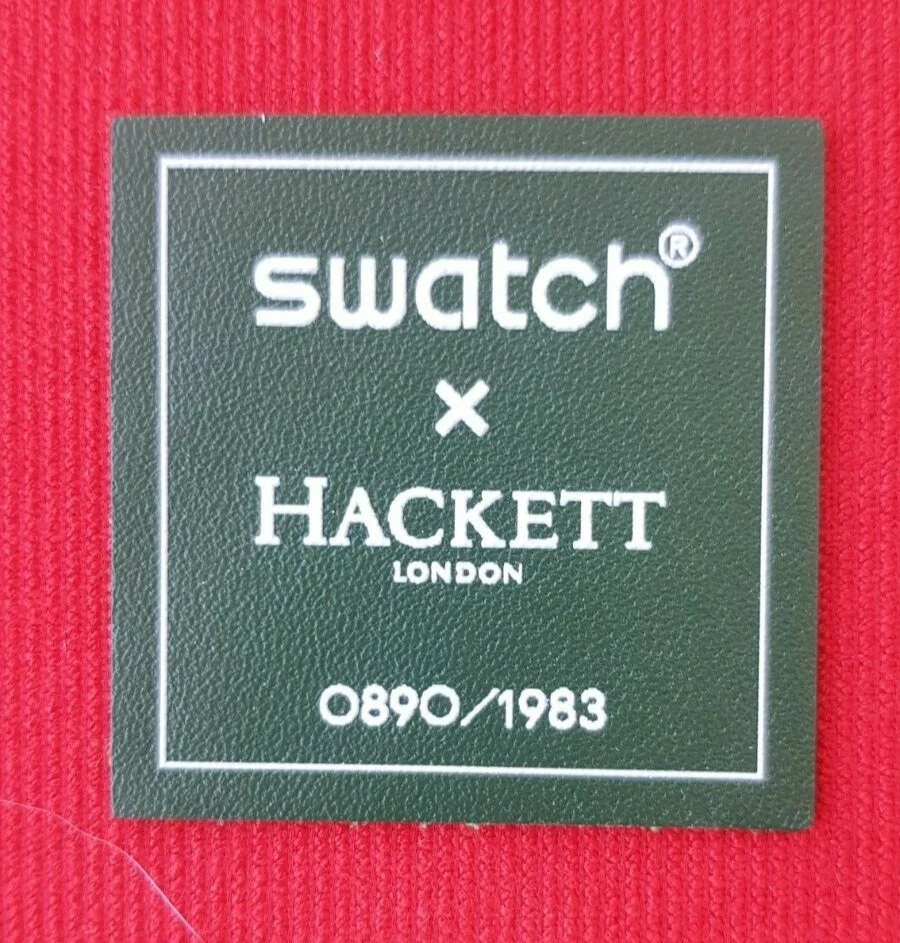 swatch®
×
HACKETT
LONDON
0890/1983